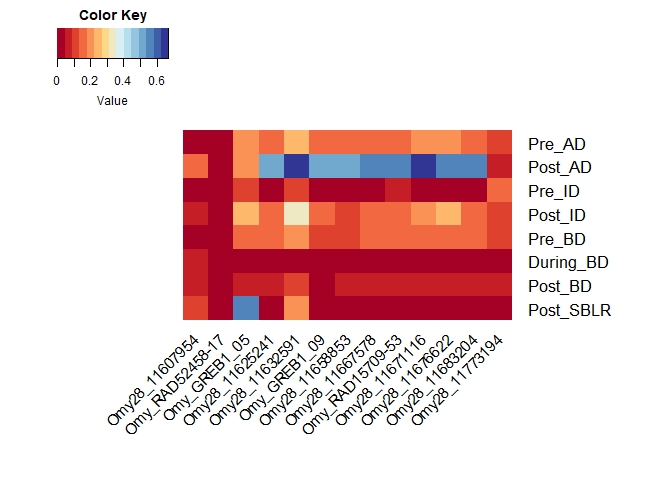 Color Key
0 0.2 0.4 0.6
Value
Pre_AD
Post_AD
Pre_ID
Post_ID
Pre_BD
During_BD
Post_BD
Post_SBLR
Omy28_11607954
Omy_RAD52458-17
Omy_GREB1_05
Omy28_11625241
Omy28_11632591
Omy_GREB1_09
Omy28_11658853
Omy28_11667578
Omy_RAD15709-53
Omy28_11671116
Omy28_11676622
Omy28_11683204
Omy28_11773194